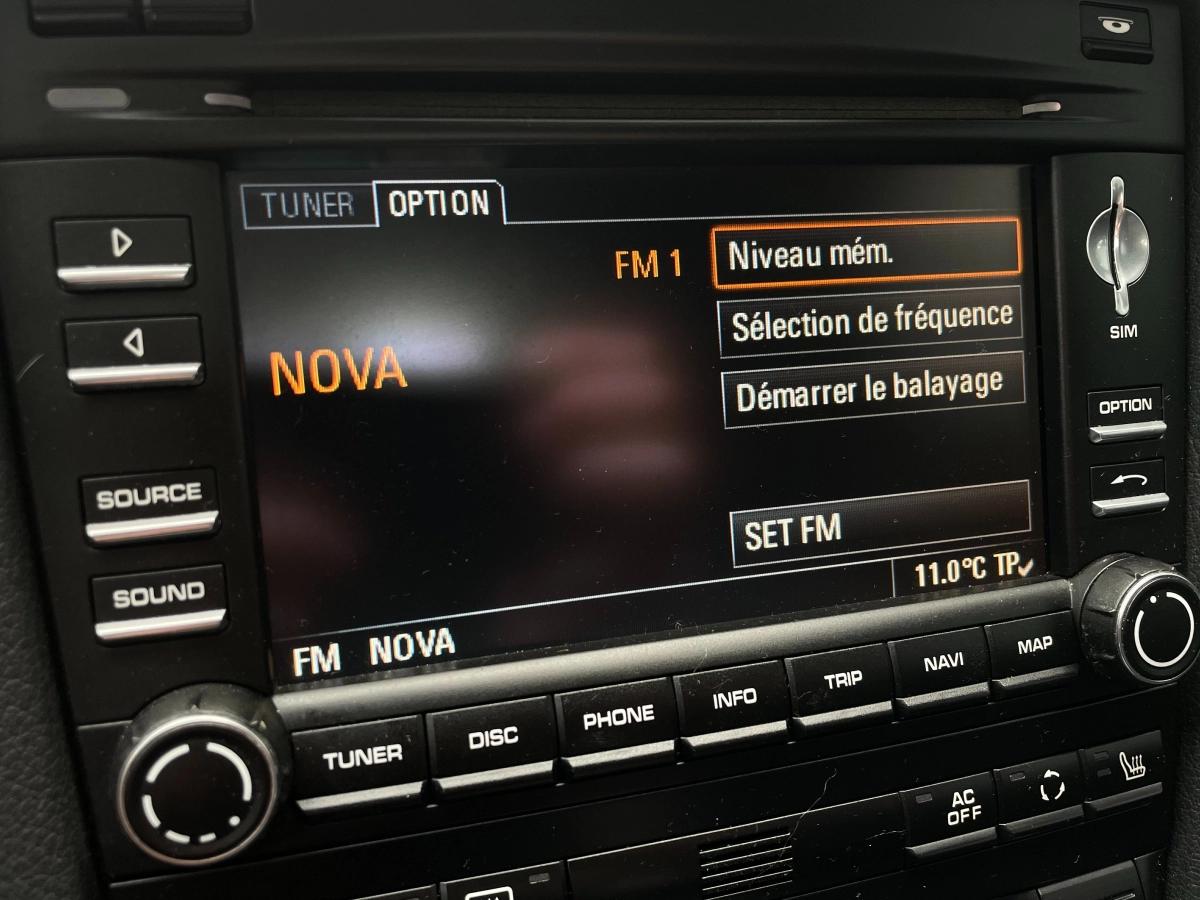 TUNER OPTION
FM 1 Niveau mém.
Sélection de fréquence
NOVA
Démarrer le balayage
SET FM
11.0°C TP
FM NOVA
SOURCE
SOUND
SIM
OPTION
TUNER DISC PHONE INFO TRIP NAVI MAP
AC
OFF